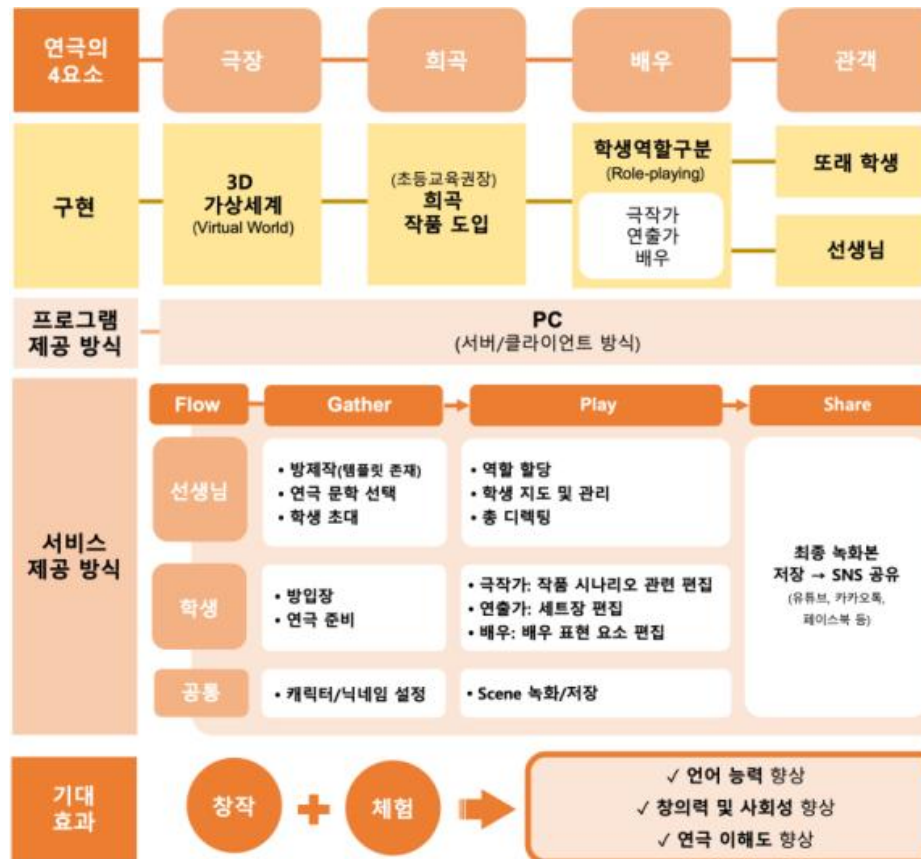 연극의
4요소
극장
희곡
배우
관객
구현
3D
가상세계
(Virtual World)
(초등교육권장)
희곡
작품 도입
학생역할구분
(Role-playing)
극작가
연출가
배우
또래 학생
선생님
프로그램
제공 방식
PC
(서버/클라이언트 방식)
서비스
제공 방식
Flow
Gather
Play
Share
선생님
• 방제작(템플릿 존재)
• 연극 문학 선택
• 학생 초대
• 역할 할당
• 학생 지도 및 관리
• 총 디렉팅
학생
• 방입장
• 연극 준비
• 극작가: 작품 시나리오 관련 편집
• 연출가: 세트장 편집
• 배우: 배우 표현 요소 편집
공통
• 캐릭터/닉네임 설정
• Scene 녹화/저장
최종 녹화본
저장 → SNS 공유
(유튜브, 카카오톡,
페이스북 등)
기대
효과
창작
+
체험
✓ 언어 능력 향상
✓ 창의력 및 사회성 향상
✓ 연극 이해도 향상